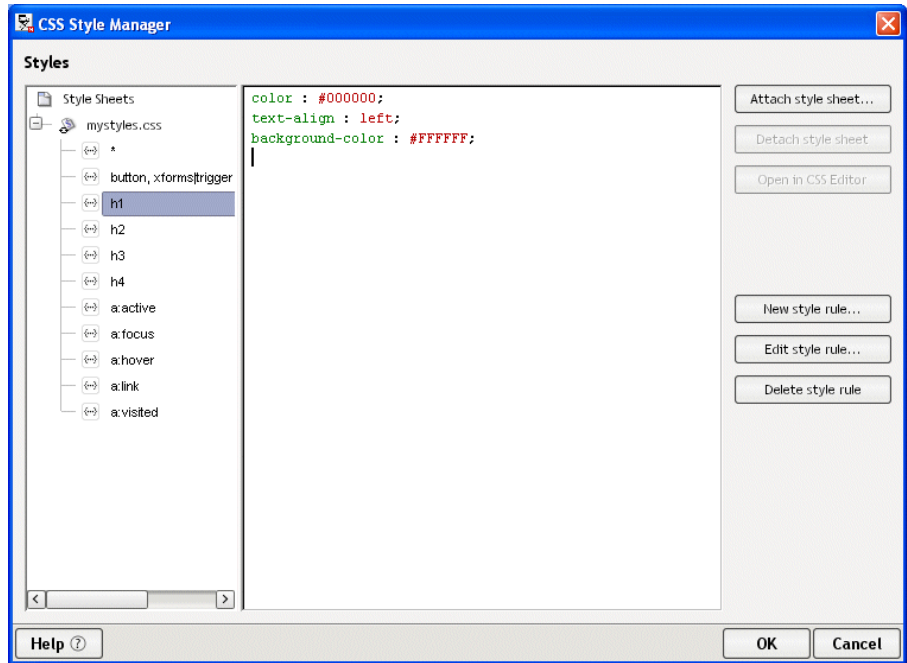 CSS Style Manager
Styles
Style Sheets
mystyles.css
*
button, xforms|trigger
h1
h2
h3
h4
a:active
a:focus
a:hover
a:link
a:visited
color : #000000;
text-align : left;
background-color : #FFFFFF;
Attach style sheet...
Detach style sheet
Open in CSS Editor
New style rule...
Edit style rule...
Delete style rule
Help ?
OK
Cancel